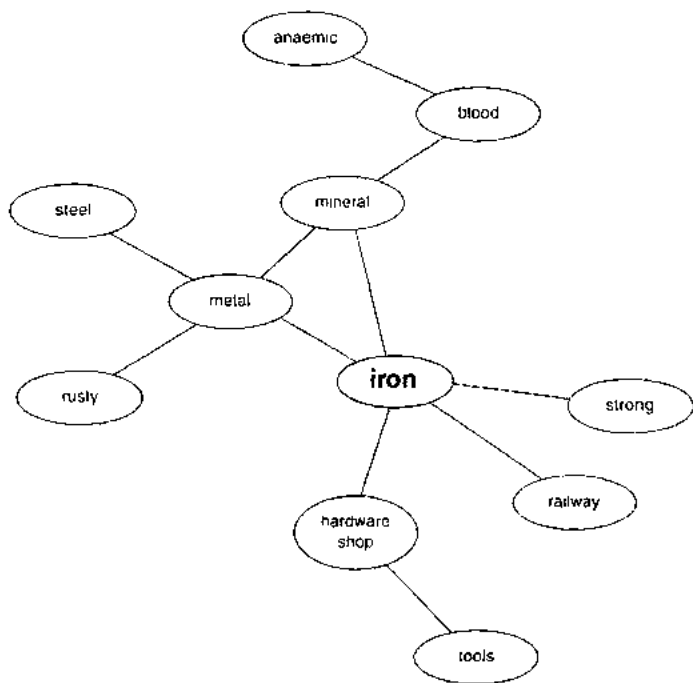 anaemic
blood
mineral
steel
metal
iron
rusty
strong
railway
hardware
shop
tools